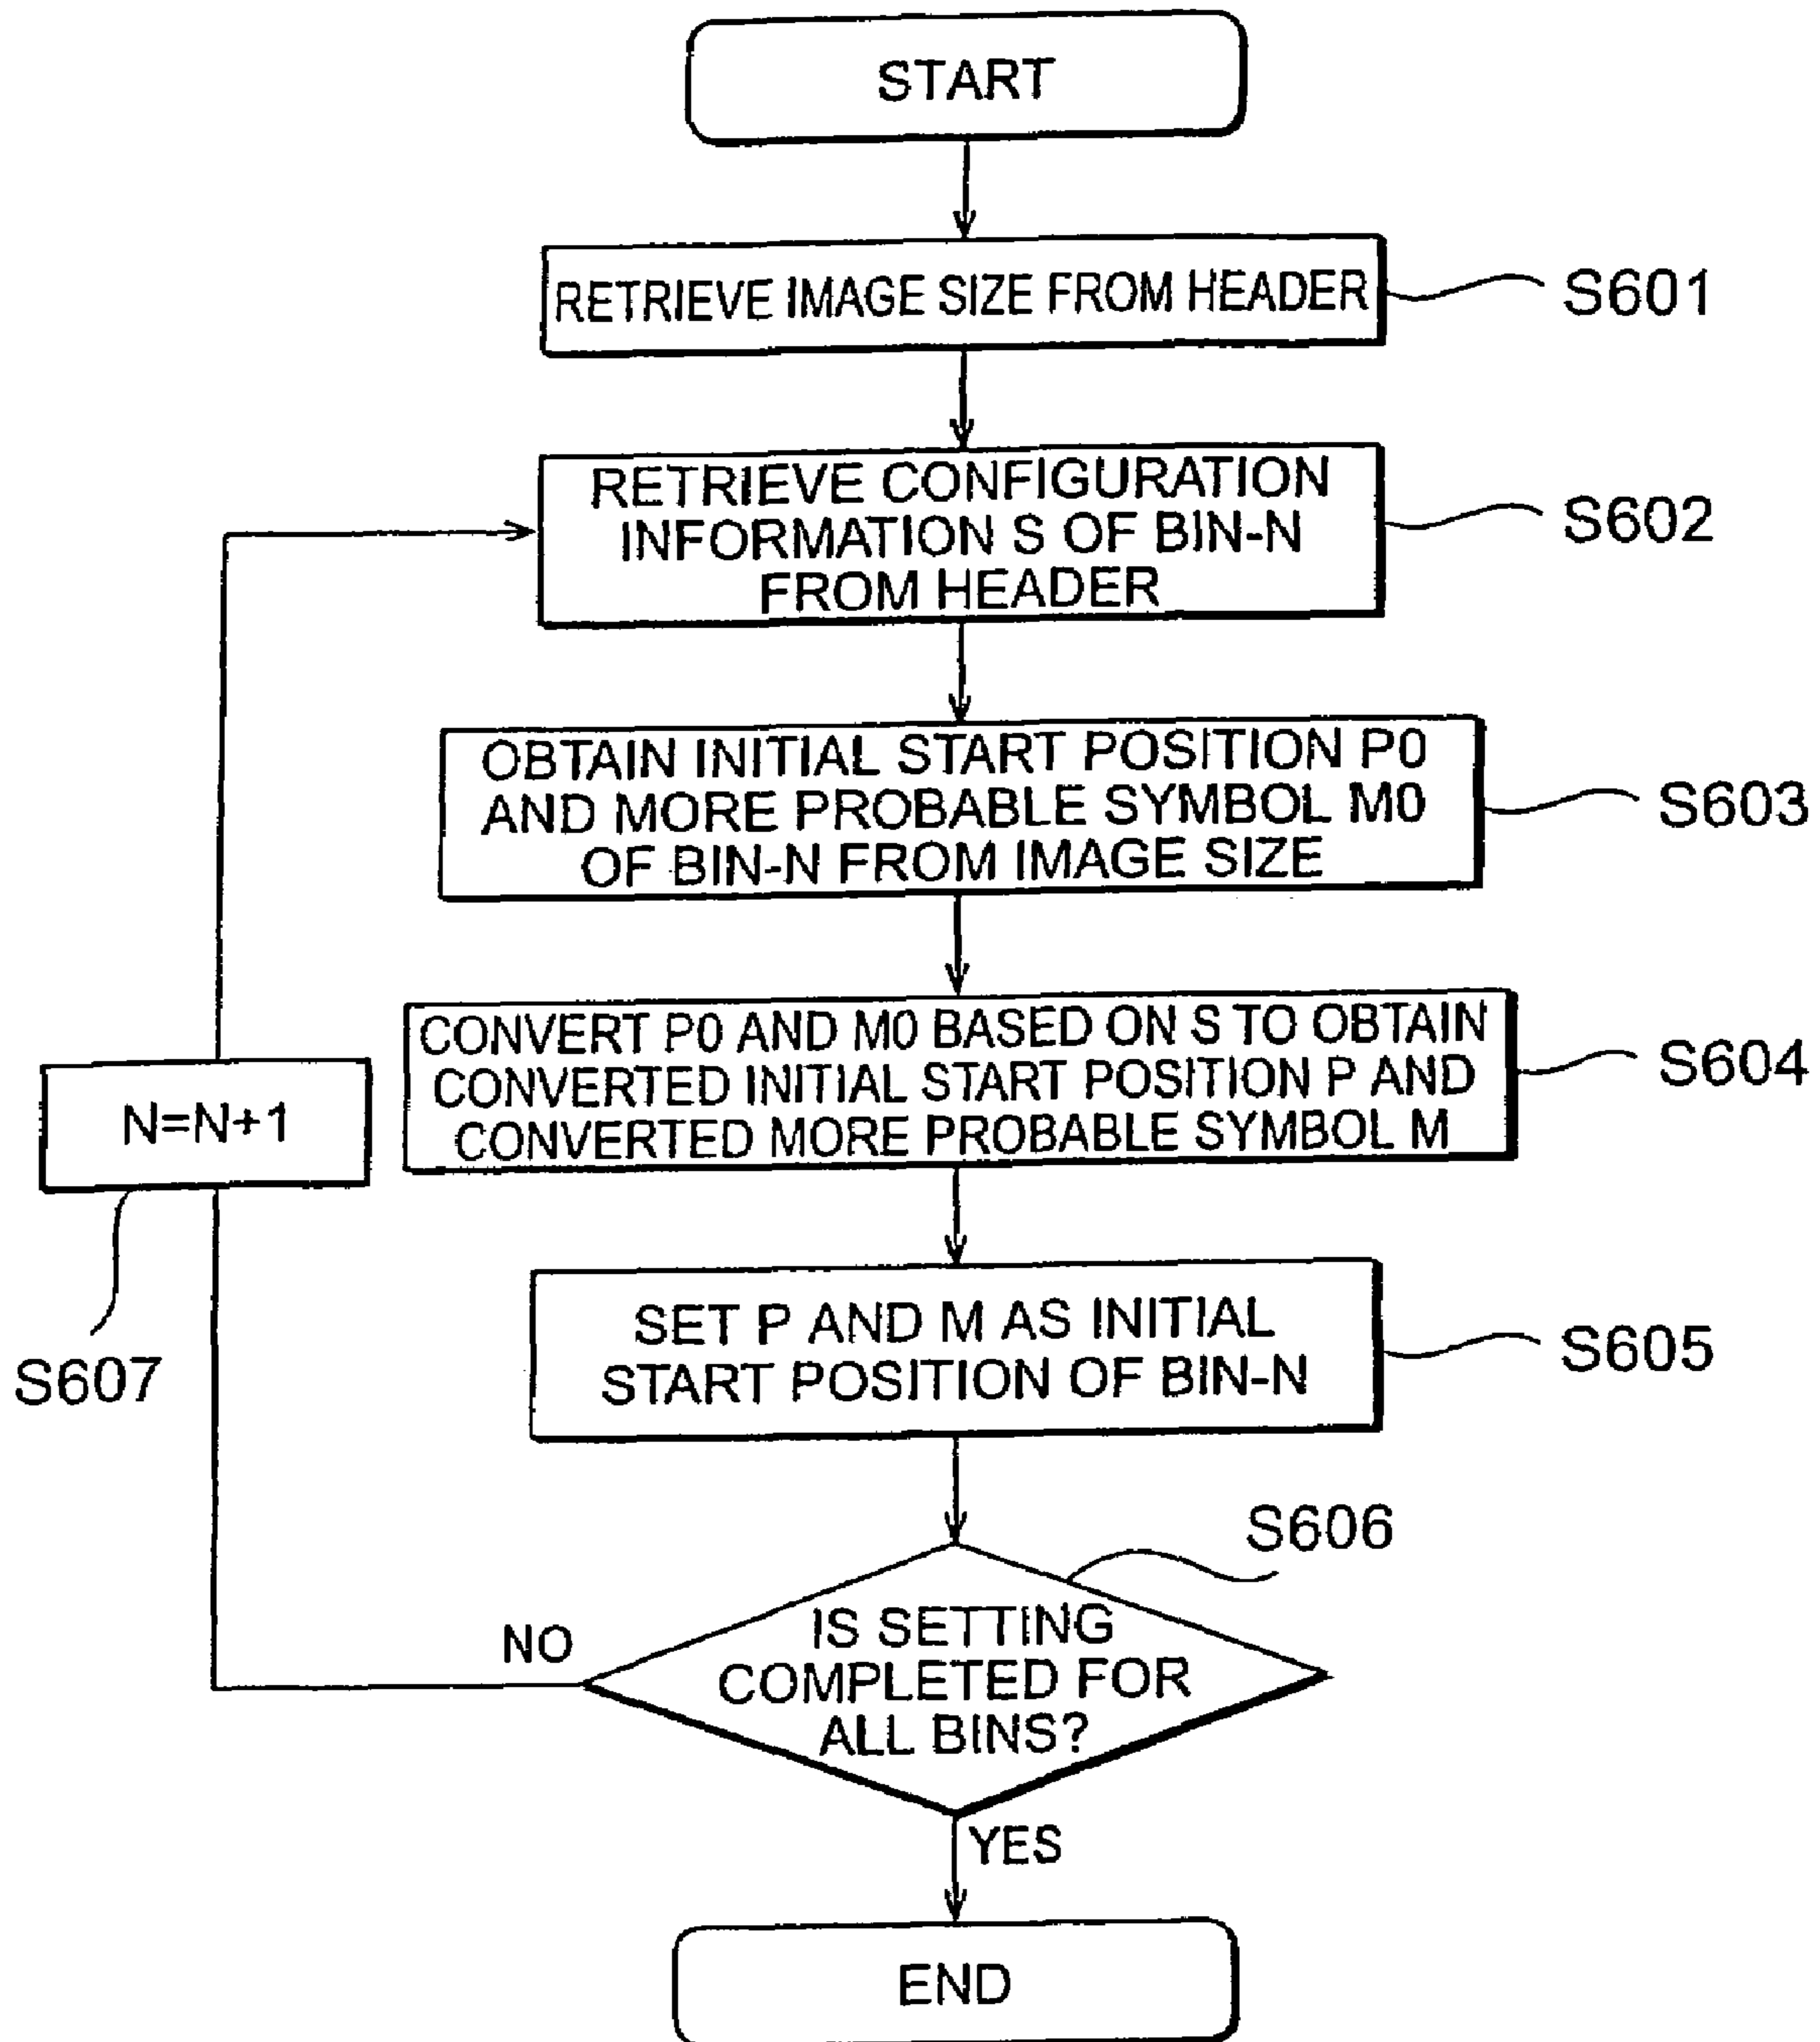 START
RETRIEVE IMAGE SIZE FROM HEADER
S601
RETRIEVE CONFIGURATION
INFORMATION S OF BIN-N
FROM HEADER
S602
OBTAIN INITIAL START POSITION P0
AND MORE PROBABLE SYMBOL M0
OF BIN-N FROM IMAGE SIZE
S603
CONVERT P0 AND M0 BASED ON S TO OBTAIN
CONVERTED INITIAL START POSITION P AND
CONVERTED MORE PROBABLE SYMBOL M
S604
N=N+1
S607
SET P AND M AS INITIAL
START POSITION OF BIN-N
S605
S606
IS SETTING
COMPLETED FOR
ALL BINS?
NO
YES
END